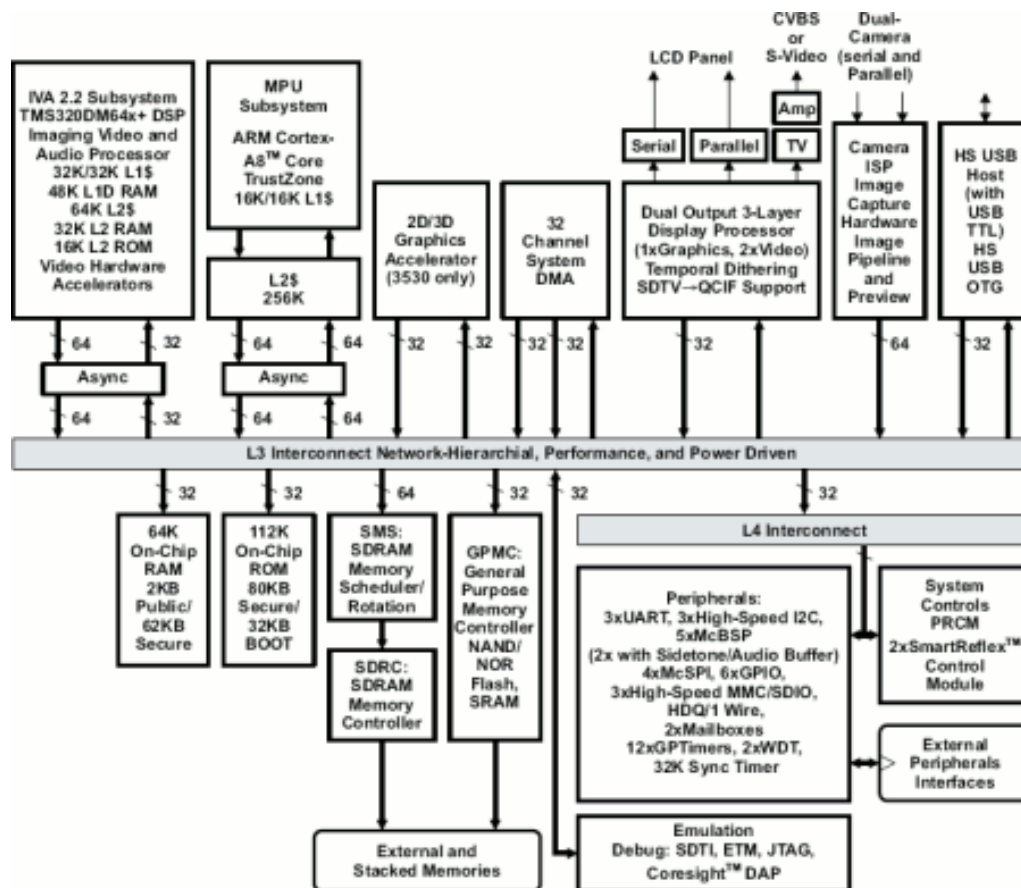 CVBS
or
S-Video
Dual-
Camera
(serial and
Parallel)
LCD Panel
Amp
Serial
Parallel
TV
IVA 2.2 Subsystem
TMS320DM64x+ DSP
Imaging Video and
Audio Processor
32K/32K L1$
48K L1D RAM
64K L2$
32K L2 RAM
16K L2 ROM
Video Hardware
Accelerators
MPU
Subsystem
ARM Cortex-
A8™ Core
TrustZone
16K/16K L1$
L2$
256K
2D/3D
Graphics
Accelerator
(3530 only)
32
Channel
System
DMA
Dual Output 3-Layer
Display Processor
(1xGraphics, 2xVideo)
Temporal Dithering
SDTV→QCIF Support
Camera
ISP
Image
Capture
Hardware
Image
Pipeline
and
Preview
HS USB
Host
(with
USB
TTL)
HS
USB
OTG
64
32
64
64
32
32
32
32
32
64
32
Async
Async
64
32
64
64
L3 Interconnect Network-Hierarchial, Performance, and Power Driven
32
32
64
32
32
32
64K
On-Chip
RAM
2KB
Public/
62KB
Secure
112K
On-Chip
ROM
80KB
Secure/
32KB
BOOT
SMS:
SDRAM
Memory
Scheduler/
Rotation
SDRC:
SDRAM
Memory
Controller
GPMC:
General
Purpose
Memory
Controller
NAND/
NOR
Flash,
SRAM
L4 Interconnect
Peripherals:
3xUART, 3xHigh-Speed I2C,
5xMcBSP
(2x with Sidetone/Audio Buffer)
4xMcSPI, 6xGPIO,
3xHigh-Speed MMC/SDIO,
HDQ/1 Wire,
2xMailboxes
12xGPTimers, 2xWDT,
32K Sync Timer
System
Controls
PRCM
2xSmartReflex™
Control
Module
External
Peripherals
Interfaces
External and
Stacked Memories
Emulation
Debug: SDTI, ETM, JTAG,
Coresight™ DAP